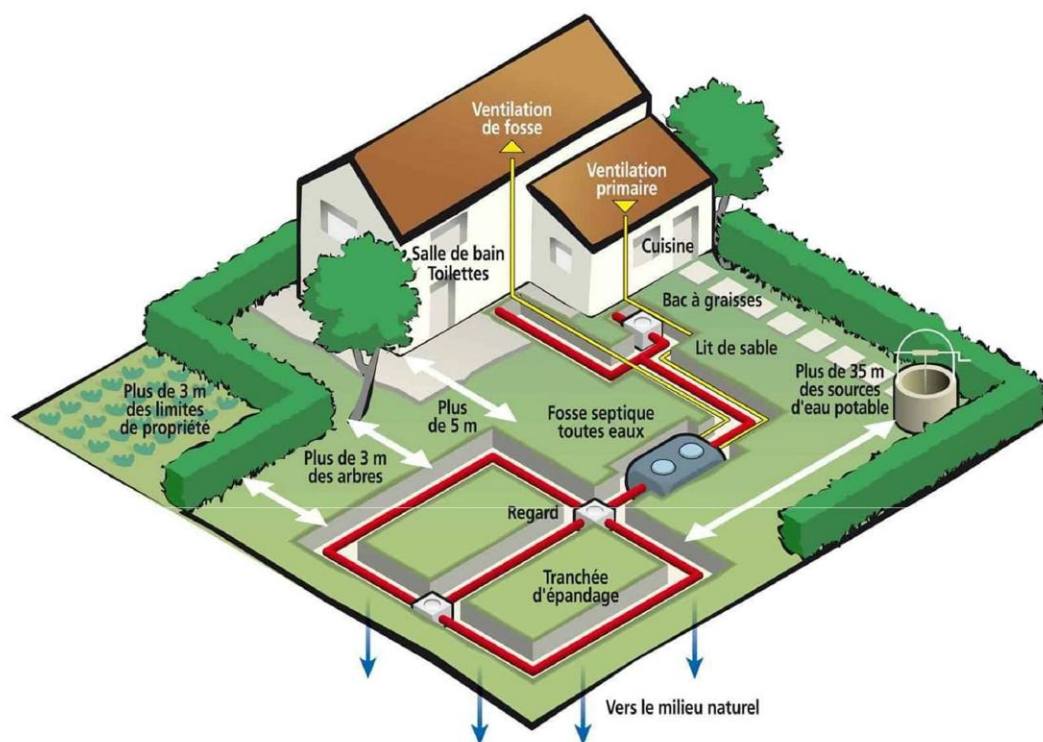 Ventilation
de fosse
Ventilation
primaire
Salle de bain
Toilettes
Cuisine
Bac à graisses
Lit de sable
Plus de 35 m
des sources
d'eau potable
Plus de 3 m
des limites
de propriété
Plus
de 5 m
Fosse septique
toutes eaux
Plus de 3 m
des arbres
Regard
Tranchée
d'épandage
Vers le milieu naturel